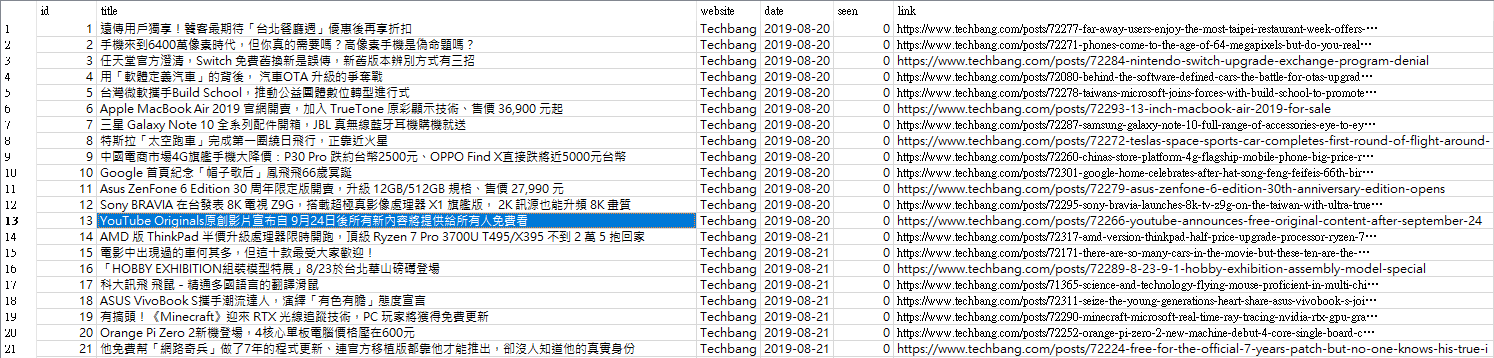 id title website date seen link
1 1 遠傳用戶獨享！饕客最期待「台北餐廳週」優惠後再享折扣 Techbang 2019-08-20 0 https://www.techbang.com/posts/72277-far-away-users-enjoy-the-most-taipei-restaurant-week-offers-⋯
2 2 手機來到6400萬像素時代，但你真的需要嗎？高像素手機是偽命題嗎？ Techbang 2019-08-20 0 https://www.techbang.com/posts/72271-phones-come-to-the-age-of-64-megapixels-but-do-you-real⋯
3 3 任天堂官方澄清，Switch 免費舊換新是誤傳，新舊版本辨別方式有三招 Techbang 2019-08-20 0 https://www.techbang.com/posts/72284-nintendo-switch-upgrade-exchange-program-denial
4 4 用「軟體定義汽車」的背後， 汽車OTA 升級的爭奪戰 Techbang 2019-08-20 0 https://www.techbang.com/posts/72080-behind-the-software-defined-cars-the-battle-for-otas-upgrad⋯
5 5 台灣微軟攜手Build School，推動公益團體數位轉型進行式 Techbang 2019-08-20 0 https://www.techbang.com/posts/72278-taiwans-microsoft-joins-forces-with-build-school-to-promote⋯
6 6 Apple MacBook Air 2019 官網開賣，加入 TrueTone 原彩顯示技術、售價 36,900 元起 Techbang 2019-08-20 0 https://www.techbang.com/posts/72293-13-inch-macbook-air-2019-for-sale
7 7 三星 Galaxy Note 10 全系列配件開箱，JBL 真無線藍牙耳機購機就送 Techbang 2019-08-20 0 https://www.techbang.com/posts/72287-samsung-galaxy-note-10-full-range-of-accessories-eye-to-ey⋯
8 8 特斯拉「太空跑車」完成第一圈繞日飛行，正靠近火星 Techbang 2019-08-20 0 https://www.techbang.com/posts/72272-teslas-space-sports-car-completes-first-round-of-flight-around-
9 9 中國電商市場4G旗艦手機大降價：P30 Pro 跌約台幣2500元、OPPO Find X直接跌將近5000元台幣 Techbang 2019-08-20 0 https://www.techbang.com/posts/72260-chinas-store-platform-4g-flagship-mobile-phone-big-price-r⋯
10 10 Google 首頁紀念「帽子歌后」鳳飛飛66歲冥誕 Techbang 2019-08-20 0 https://www.techbang.com/posts/72301-google-home-celebrates-after-hat-song-feng-feifeis-66th-bir⋯
11 11 Asus ZenFone 6 Edition 30 周年限定版開賣，升級 12GB/512GB 規格、售價 27,990 元 Techbang 2019-08-20 0 https://www.techbang.com/posts/72279-asus-zenfone-6-edition-30th-anniversary-edition-opens
12 12 Sony BRAVIA 在台發表 8K 電視 Z9G，搭載超極真影像處理器 X1 旗艦版， 2K 訊源也能升頻 8K 畫質 Techbang 2019-08-20 0 https://www.techbang.com/posts/72295-sony-bravia-launches-8k-tv-z9g-on-the-taiwan-with-ultra-true⋯
13 13 YouTube Originals原創影片宣布自 9月24日後所有新內容將提供給所有人免費看 Techbang 2019-08-20 0 https://www.techbang.com/posts/72266-youtube-announces-free-original-content-after-september-24
14 14 AMD 版 ThinkPad 半價升級處理器限時開跑，頂級 Ryzen 7 Pro 3700U T495/X395 不到 2 萬 5 抱回家 Techbang 2019-08-21 0 https://www.techbang.com/posts/72317-amd-version-thinkpad-half-price-upgrade-processor-ryzen-7⋯
15 15 電影中出現過的車何其多，但這十款最受大家歡迎！ Techbang 2019-08-21 0 https://www.techbang.com/posts/72171-there-are-so-many-cars-in-the-movie-but-these-ten-are-the-⋯
16 16 「HOBBY EXHIBITION組裝模型特展」8/23於台北華山磅礡登場 Techbang 2019-08-21 0 https://www.techbang.com/posts/72289-8-23-9-1-hobby-exhibition-assembly-model-special
17 17 科大訊飛 飛鼠 - 精通多國語言的翻譯滑鼠 Techbang 2019-08-21 0 https://www.techbang.com/posts/71365-science-and-technology-flying-mouse-proficient-in-multi-chi⋯
18 18 ASUS VivoBook S攜手潮流達人，演繹「有色有膽」態度宣言 Techbang 2019-08-21 0 https://www.techbang.com/posts/72311-seize-the-young-generations-heart-share-asus-vivobook-s-joi⋯
19 19 有搞頭！《Minecraft》迎來 RTX 光線追蹤技術，PC 玩家將獲得免費更新 Techbang 2019-08-21 0 https://www.techbang.com/posts/72290-minecraft-microsoft-real-time-ray-tracing-nvidia-rtx-gpu-gra⋯
20 20 Orange Pi Zero 2新機登場，4核心單板電腦價格壓在600元 Techbang 2019-08-21 0 https://www.techbang.com/posts/72252-orange-pi-zero-2-new-machine-debut-4-core-single-board-c⋯
21 21 他免費幫「網路奇兵」做了7年的程式更新、連官方移植版都靠他才能推出，卻沒人知道他的真實身份 Techbang 2019-08-21 0 https://www.techbang.com/posts/72224-free-for-the-official-7-years-patch-but-no-one-knows-his-true-i